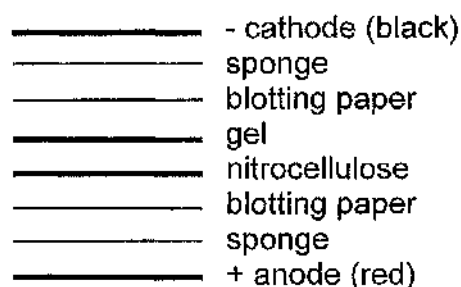 - cathode (black)
sponge
blotting paper
gel
nitrocellulose
blotting paper
sponge
+ anode (red)